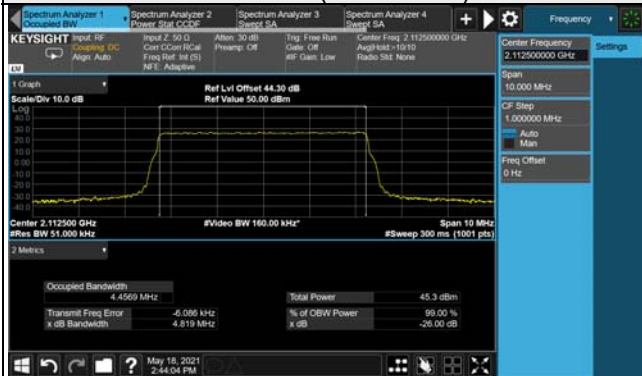 Spectrum Analyzer 1
Occupied BW
Spectrum Analyzer 2
Power Stat CCDF
Spectrum Analyzer 3
Swept SA
Spectrum Analyzer 4
Swept SA
Frequency
KEYSIGHT
Input: RF
Coupling: DC
Align: Auto
Input Z: 50 Ω
Corr CCorr RCal
Freq Ref: Int (S)
NFE: Adaptive
Atten: 30 dB
Preamp: Off
Trig: Free Run
Gate: Off
#IF Gain: Low
Center Freq: 2.112500000 GHz
Avg|Hold:>10/10
Radio Std: None
Center Frequency
2.112500000 GHz
Settings
Span
10.000 MHz
CF Step
1.000000 MHz
Auto
Man
Freq Offset
0 Hz
1 Graph
Scale/Div 10.0 dB
Ref Lvl Offset 44.30 dB
Ref Value 50.00 dBm
Log
40.0
30.0
20.0
10.0
0.00
-10.0
-20.0
-30.0
-40.0
Center 2.112500 GHz
#Res BW 51.000 kHz
#Video BW 160.00 kHz*
Span 10 MHz
#Sweep 300 ms (1001 pts)
2 Metrics
Occupied Bandwidth
4.4569 MHz
Total Power 45.3 dBm
Transmit Freq Error -6.086 kHz
% of OBW Power 99.00 %
x dB Bandwidth 4.819 MHz
x dB -26.00 dB
May 18, 2021
2:44:04 PM